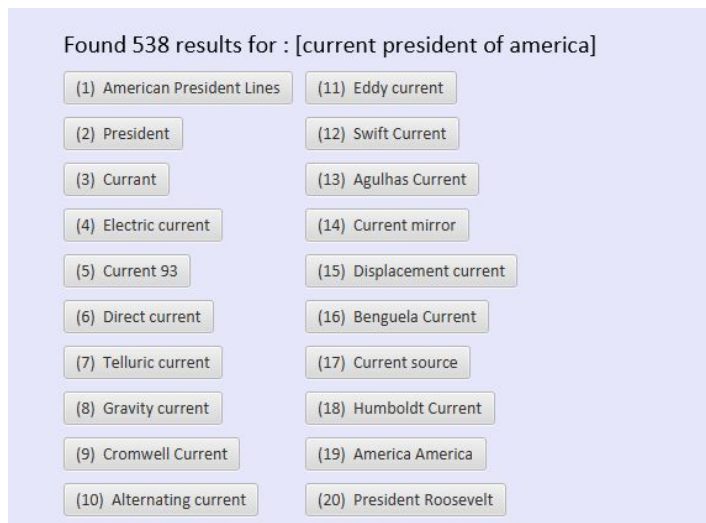 Found 538 results for : [current president of america]
(1) American President Lines
(2) President
(3) Currant
(4) Electric current
(5) Current 93
(6) Direct current
(7) Telluric current
(8) Gravity current
(9) Cromwell Current
(10) Alternating current
(11) Eddy current
(12) Swift Current
(13) Agulhas Current
(14) Current mirror
(15) Displacement current
(16) Benguela Current
(17) Current source
(18) Humboldt Current
(19) America America
(20) President Roosevelt